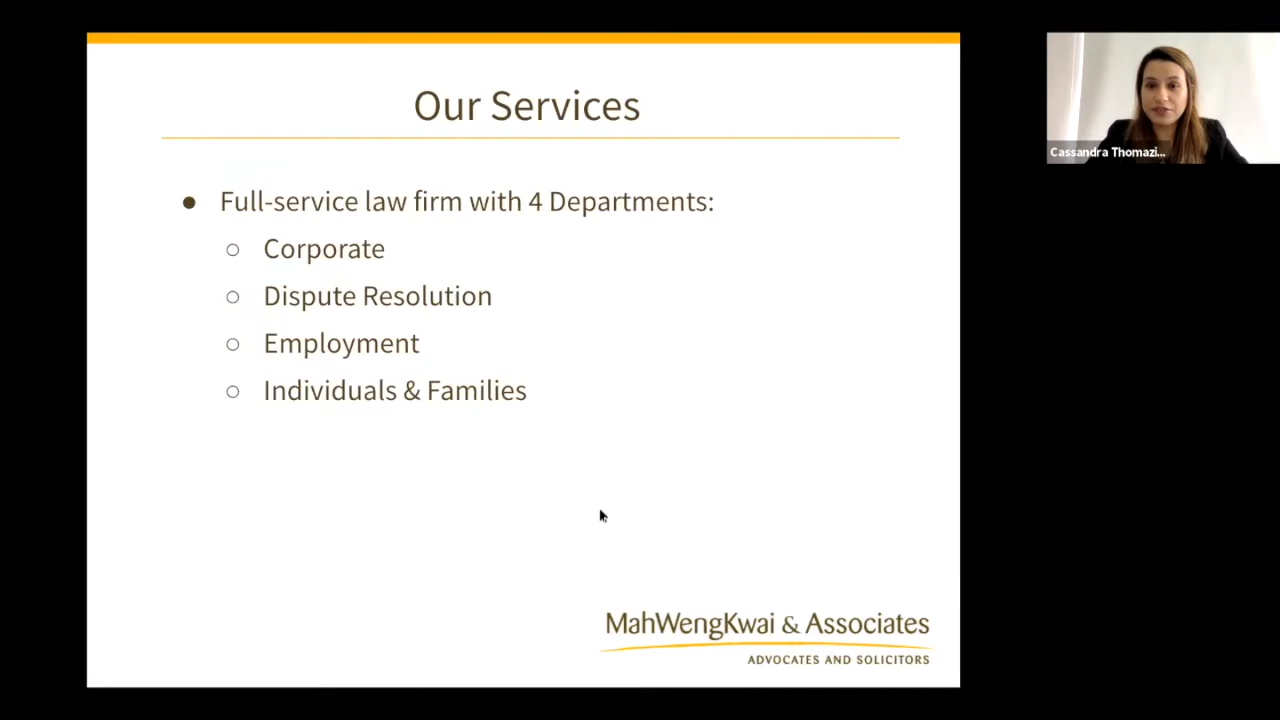 Our Services
● Full-service law firm with 4 Departments:
○ Corporate
○ Dispute Resolution
○ Employment
○ Individuals & Families
MahWengKwai & Associates
ADVOCATES AND SOLICITORS
Cassandra Thomazi...